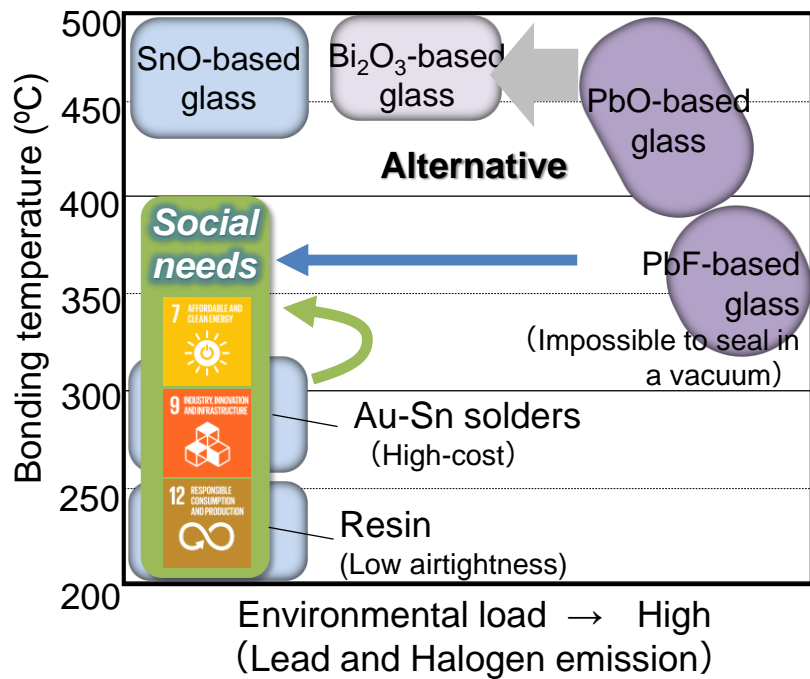 Bonding temperature (ºC)
500
450
400
350
300
250
200
SnO-based
glass
Bi₂O₃-based
glass
PbO-based
glass
Alternative
Social
needs
PbF-based
glass
（Impossible to seal in
a vacuum）
7 AFFORDABLE AND
CLEAN ENERGY
9 INDUSTRY, INNOVATION
AND INFRASTRUCTURE
12 RESPONSIBLE
CONSUMPTION
AND PRODUCTION
Au-Sn solders
（High-cost）
Resin
(Low airtightness)
Environmental load → High
（Lead and Halogen emission）